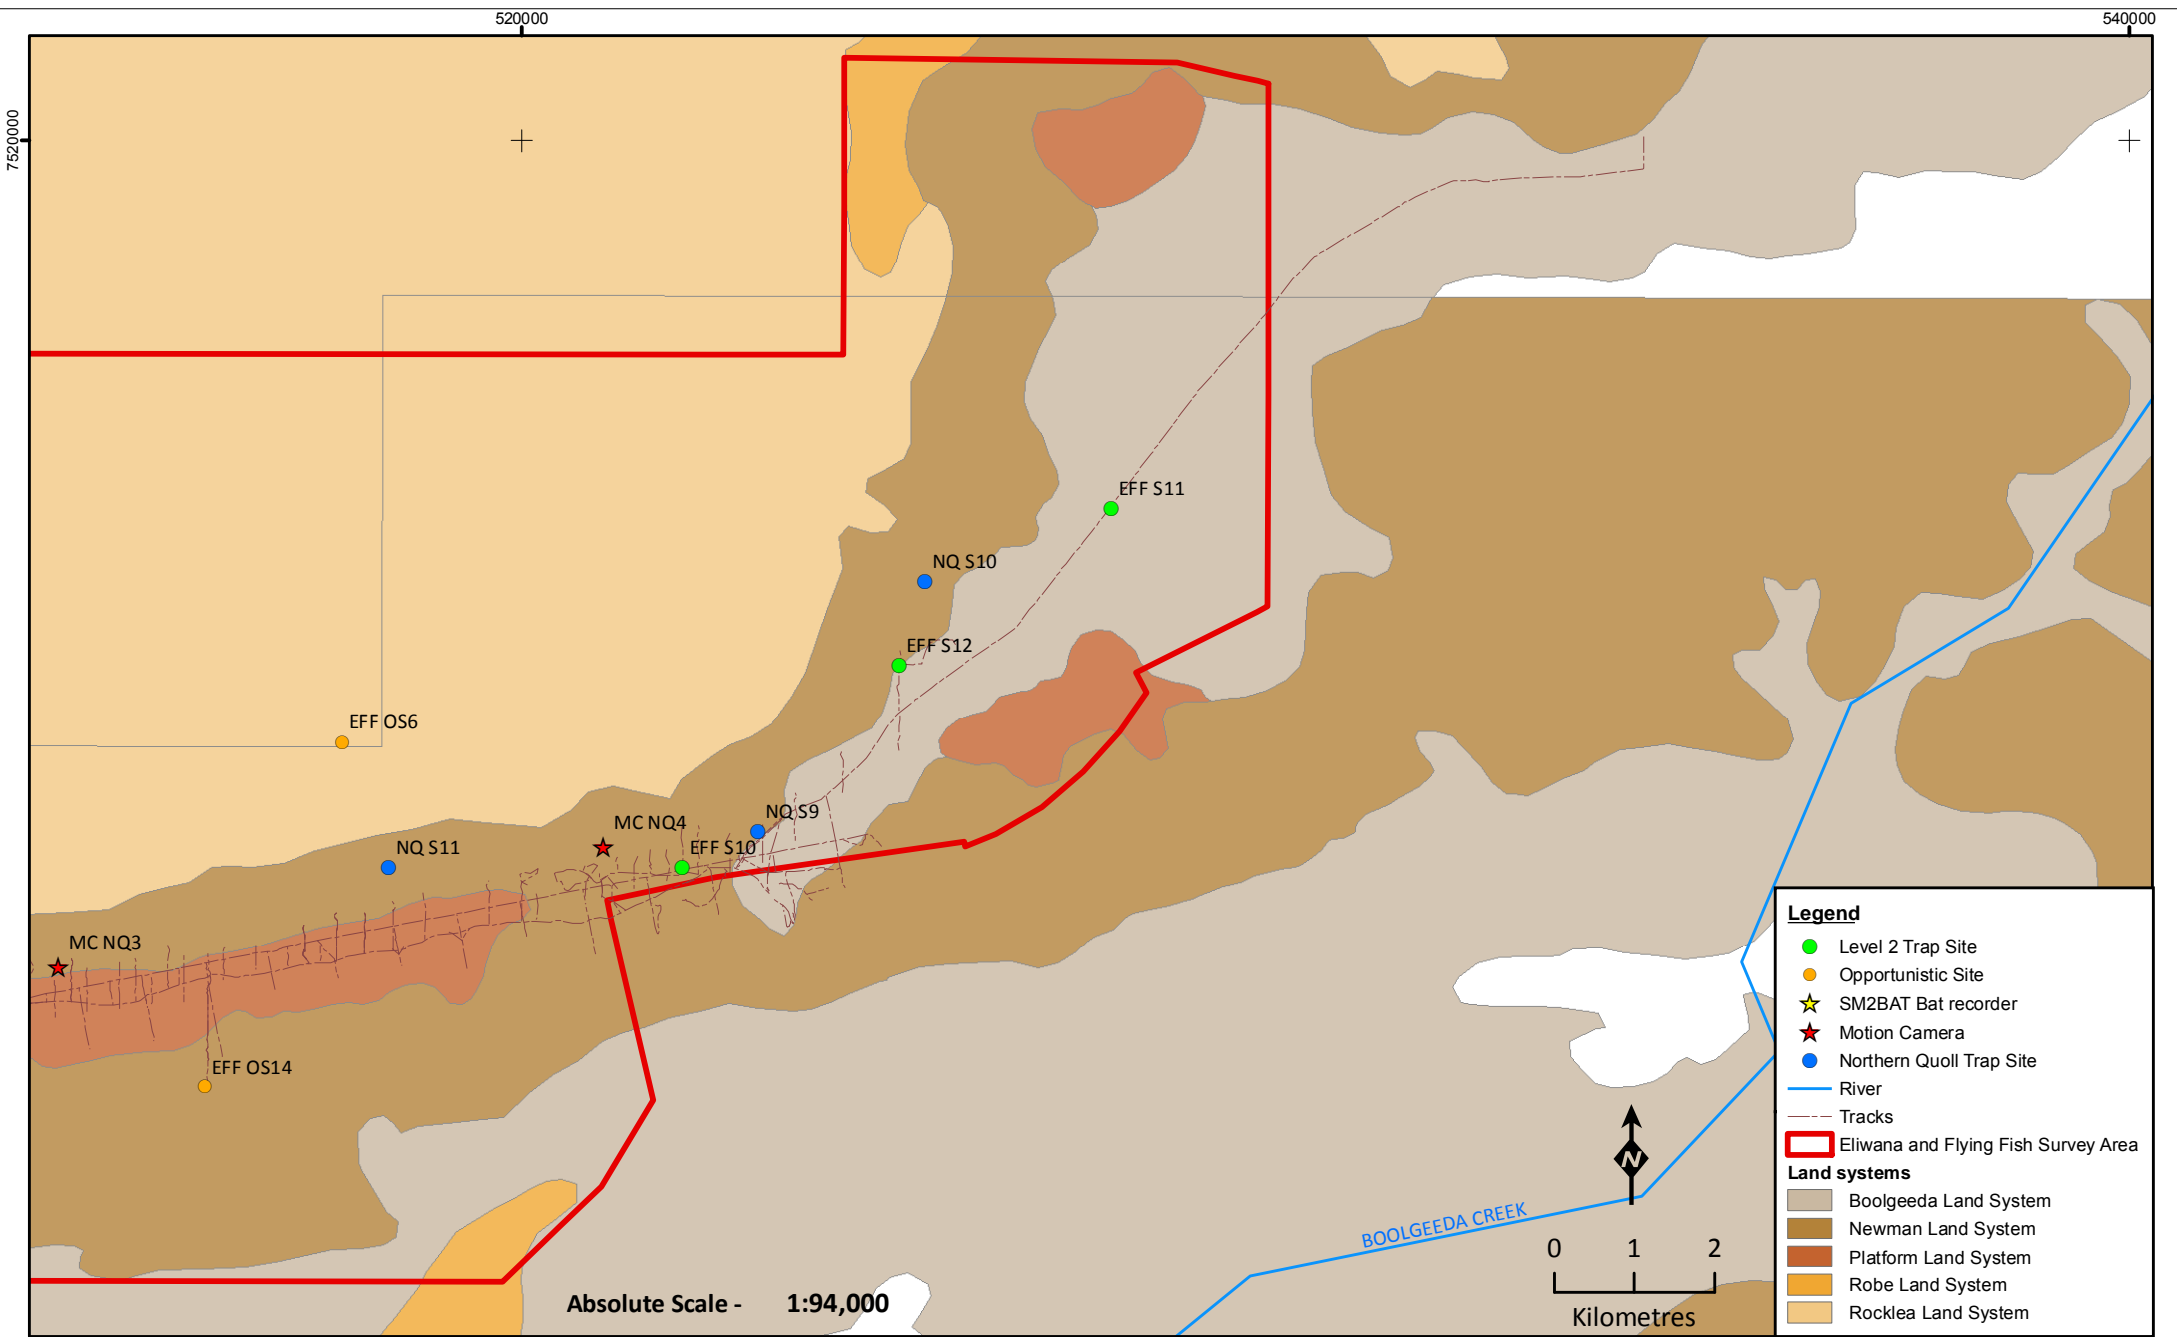 520000
540000
7520000
EFF S11
NQ S10
EFF S12
EFF OS6
NQ S9
MC NQ4
EFF S10
NQ S11
MC NQ3
EFF OS14
Legend
Level 2 Trap Site
Opportunistic Site
SM2BAT Bat recorder
Motion Camera
Northern Quoll Trap Site
River
Tracks
Eliwana and Flying Fish Survey Area
Land systems
Boolgeeda Land System
Newman Land System
Platform Land System
Robe Land System
Rocklea Land System
N
BOOLGEEDA CREEK
0 1 2
Kilometres
Absolute Scale - 1:94,000